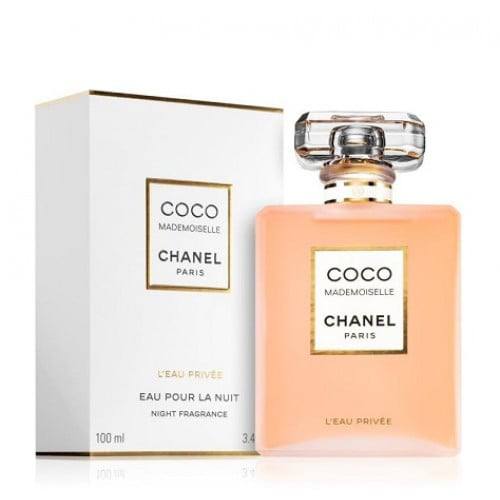 COCO
MADEMOISELLE
CHANEL
PARIS
L'EAU PRIVÉE
EAU POUR LA NUIT
NIGHT FRAGRANCE
100 ml
3.4
COCO
MADEMOISELLE
CHANEL
PARIS
L'EAU PRIVÉE